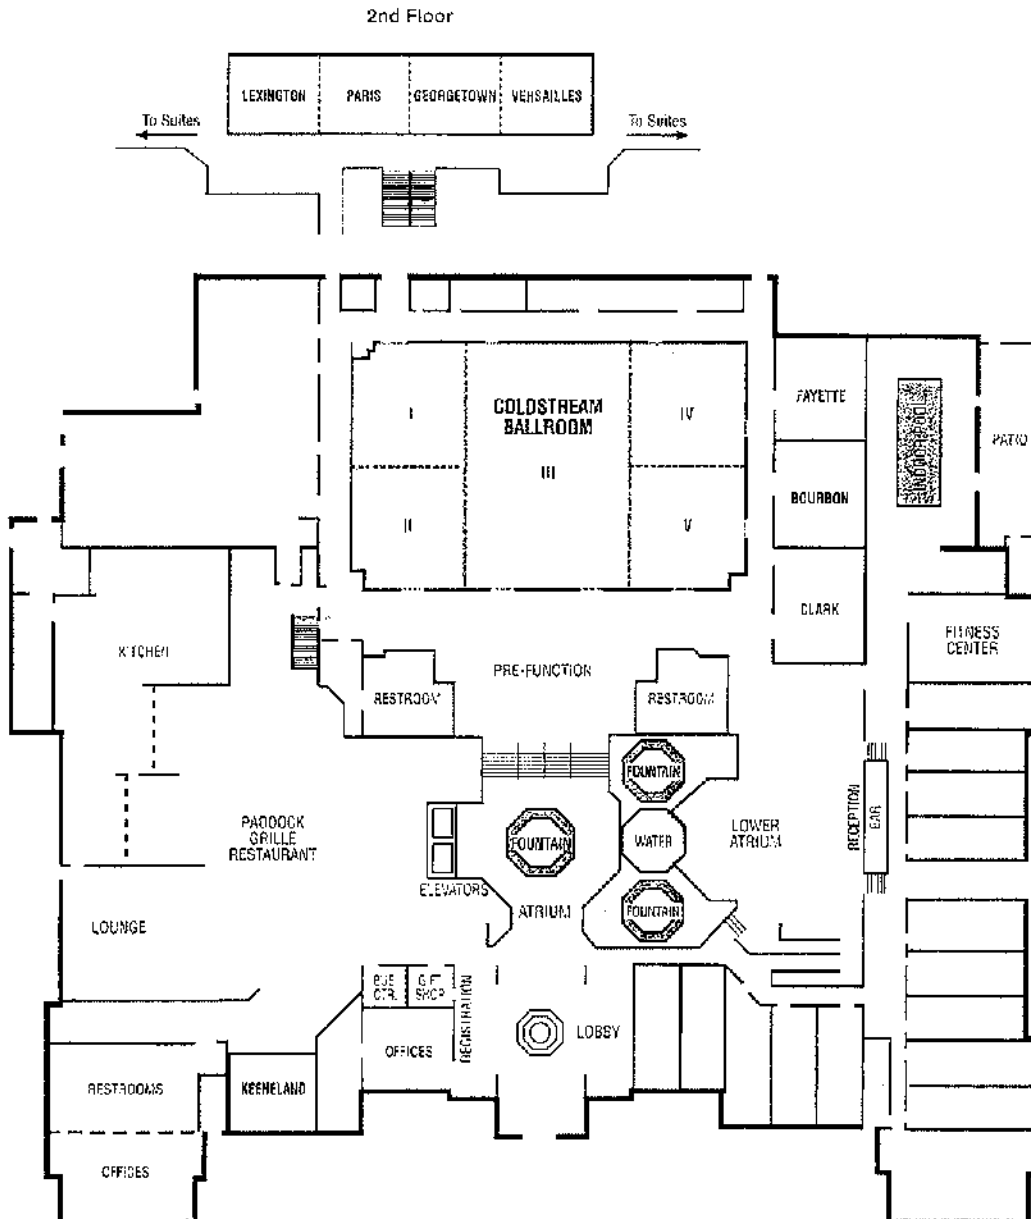 2nd Floor
LEXINGTON
PARIS
GEORGETOWN
VERSAILLES
To Suites
To Suites
I
COLDSTREAM
BALLROOM
IV
FAYETTE
INDOOR POOL
PATIO
III
II
V
BOURBON
CLARK
KITCHEN
FITNESS
CENTER
PRE-FUNCTION
RESTROOM
RESTROOM
FOUNTAIN
PADDOCK
GRILLE
RESTAURANT
FOUNTAIN
WATER
LOWER
ATRIUM
RECEPTION
BAR
ELEVATORS
ATRIUM
FOUNTAIN
LOUNGE
BUS
CTR.
GIFT
SHOP
REGISTRATION
LOBBY
OFFICES
RESTROOMS
KEENELAND
OFFICES